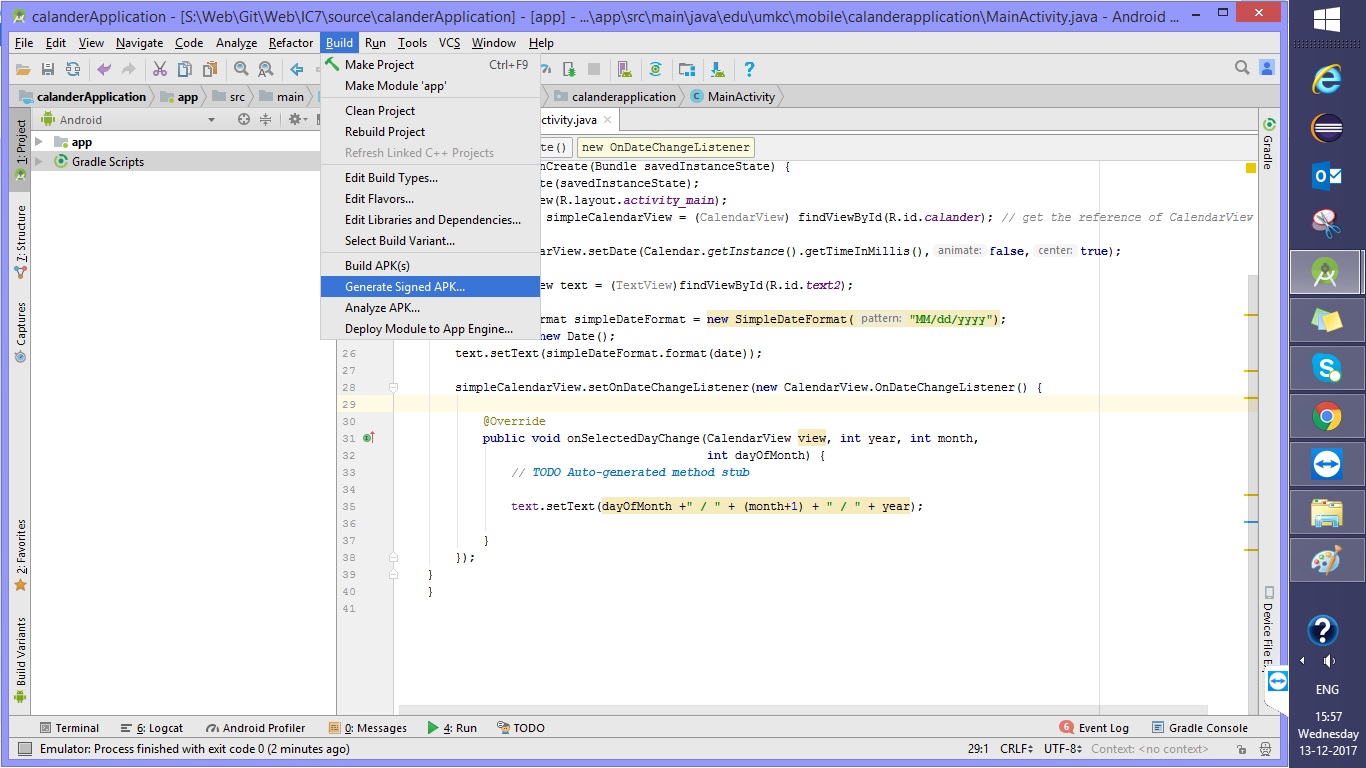 calanderApplication - [S:\Web\Git\Web\IC7\source\calanderApplication] - [app] - ...\app\src\main\java\edu\umkc\mobile\calanderapplication\MainActivity.java - Android ...
File Edit View Navigate Code Analyze Refactor Build Run Tools VCS Window Help
Make Project Ctrl+F9
Make Module 'app'
Clean Project
Rebuild Project
Refresh Linked C++ Projects
Edit Build Types...
Edit Flavors...
Edit Libraries and Dependencies...
Select Build Variant...
Build APK(s)
Generate Signed APK...
Analyze APK...
Deploy Module to App Engine...
calanderApplication app src main calanderapplication MainActivity
Android
app
Gradle Scripts
1: Project
7: Structure
Captures
2: Favorites
Build Variants
ctivity.java
te() new OnDateChangeListener
nCreate(Bundle savedInstanceState) {
te(savedInstanceState);
ew(R.layout.activity_main);
simpleCalendarView = (CalendarView) findViewById(R.id.calander); // get the reference of CalendarView
darView.setDate(Calendar.getInstance().getTimeInMillis(), animate: false, center: true);
ew text = (TextView)findViewById(R.id.text2);
ormat simpleDateFormat = new SimpleDateFormat( pattern: "MM/dd/yyyy");
new Date();
26 text.setText(simpleDateFormat.format(date));
27
28 simpleCalendarView.setOnDateChangeListener(new CalendarView.OnDateChangeListener() {
29
30 @Override
31 public void onSelectedDayChange(CalendarView view, int year, int month,
32 int dayOfMonth) {
33 // TODO Auto-generated method stub
34
35 text.setText(dayOfMonth +" / " + (month+1) + " / " + year);
36
37 }
38 });
39 }
40 }
41
Gradle
Device File E
Terminal 6: Logcat Android Profiler 0: Messages 4: Run TODO 6 Event Log Gradle Console
Emulator: Process finished with exit code 0 (2 minutes ago) 29:1 CRLF UTF-8 Context: <no context>
ENG
15:57
Wednesday
13-12-2017